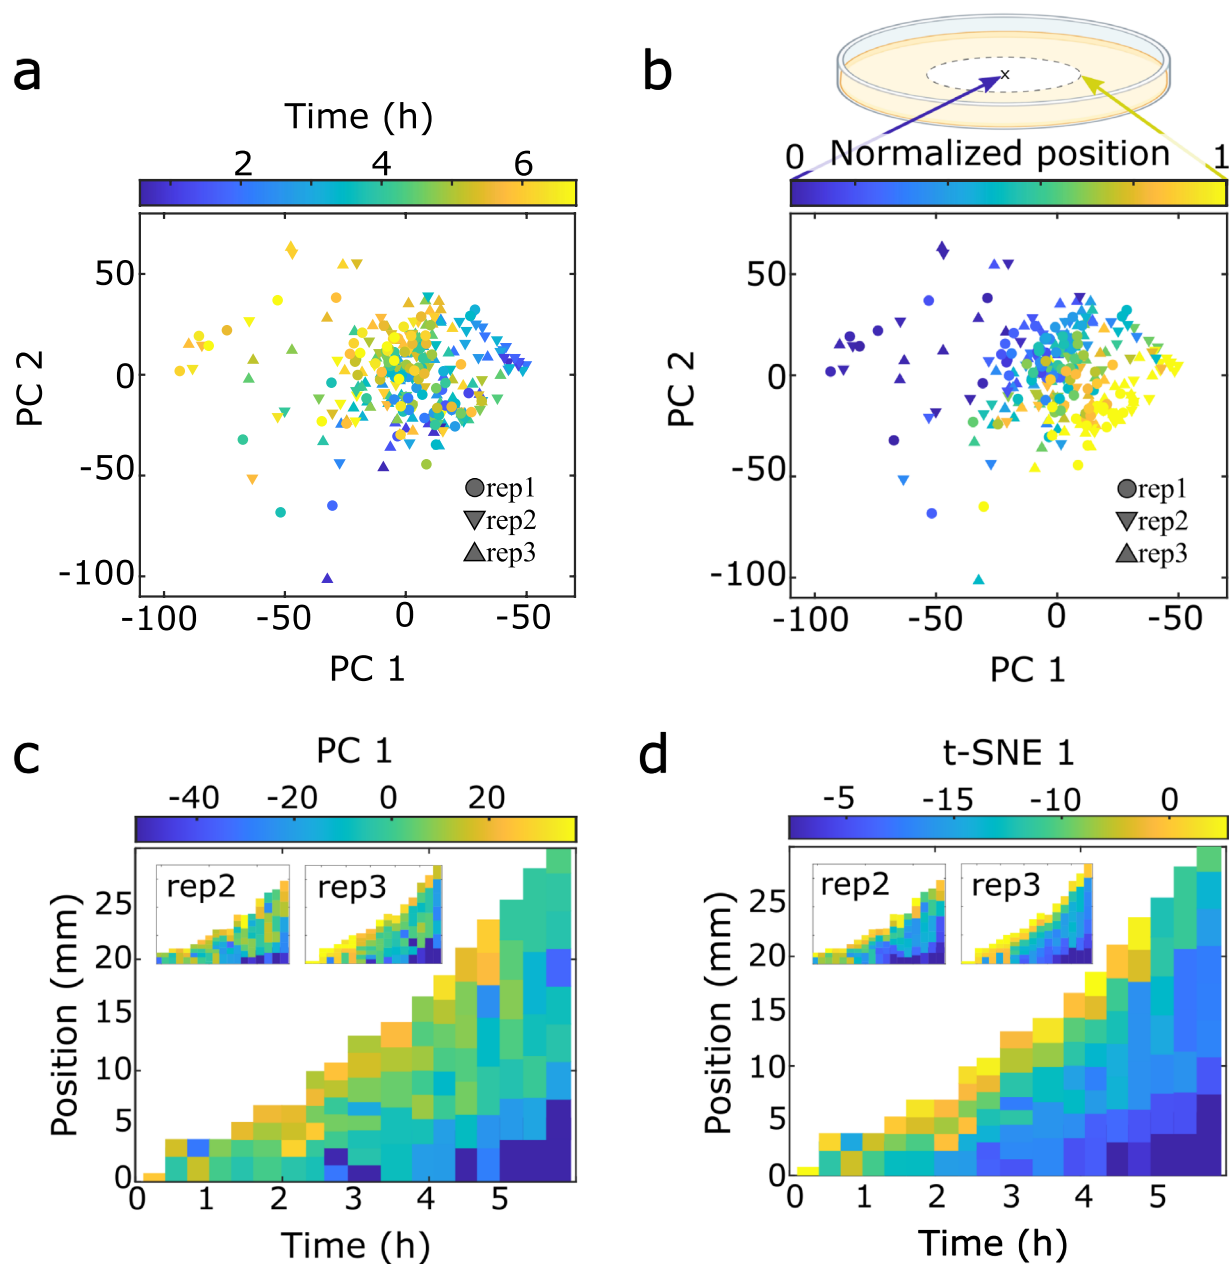 a
Time (h)
2 4 6
50
0
-50
-100
PC 2
-100 -50 0 -50
PC 1
rep1
rep2
rep3
b
x
0 Normalized position 1
50
0
-50
-100
PC 2
-100 -50 0 -50
PC 1
rep1
rep2
rep3
c
PC 1
-40 -20 0 20
rep2 rep3
25
20
15
10
5
0
Position (mm)
0 1 2 3 4 5
Time (h)
d
t-SNE 1
-5 -15 -10 0
rep2 rep3
25
20
15
10
5
0
Position (mm)
0 1 2 3 4 5
Time (h)